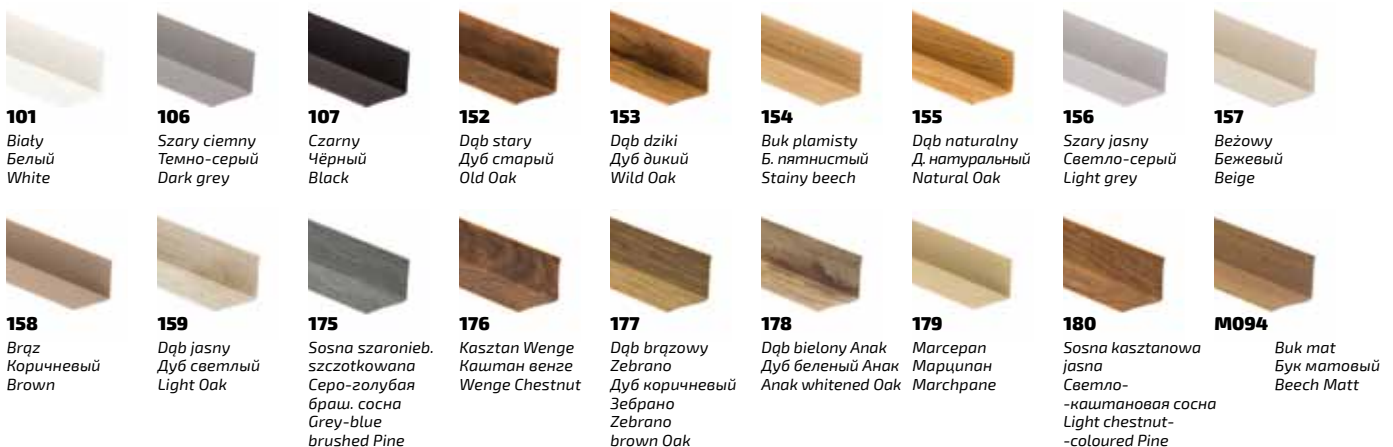 101
Biały
Белый
White
106
Szary ciemny
Темно-серый
Dark grey
107
Czarny
Чёрный
Black
152
Dąb stary
Дуб старый
Old Oak
153
Dąb dziki
Дуб дикий
Wild Oak
154
Buk plamisty
Б. пятнистый
Stainy beech
155
Dąb naturalny
Д. натуральный
Natural Oak
156
Szary jasny
Светло-серый
Light grey
157
Beżowy
Бежевый
Beige
158
Brąz
Коричневый
Brown
159
Dąb jasny
Дуб светлый
Light Oak
175
Sosna szaronieb.
szczotkowana
Серо-голубая
браш. сосна
Grey-blue
brushed Pine
176
Kasztan Wenge
Каштан венге
Wenge Chestnut
177
Dąb brązowy
Zebrano
Дуб коричневый
Зебрано
Zebrano
brown Oak
178
Dąb bielony Anak
Дуб беленый Анак
Anak whitened Oak
179
Marcepan
Марципан
Marchpane
180
Sosna kasztanowa
jasna
Светло-
-каштановая сосна
Light chestnut-
-coloured Pine
M094
Buk mat
Бук матовый
Beech Matt